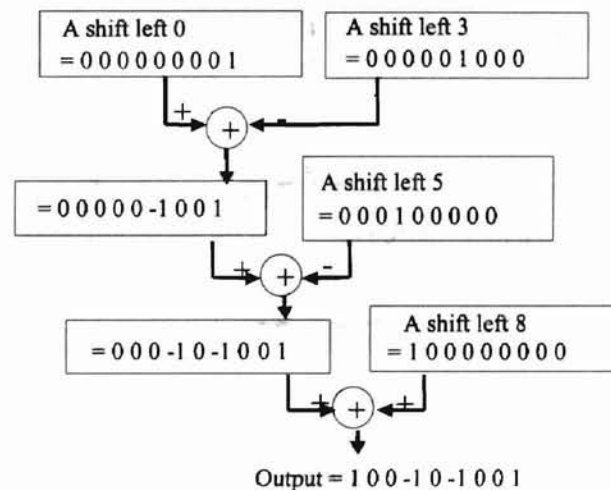 A shift left 0
= 0 0 0 0 0 0 0 0 1
A shift left 3
= 0 0 0 0 0 1 0 0 0
+
-
+
= 0 0 0 0 0 -1 0 0 1
A shift left 5
= 0 0 0 1 0 0 0 0 0
+
-
+
= 0 0 0 -1 0 -1 0 0 1
A shift left 8
= 1 0 0 0 0 0 0 0 0
+
+
+
Output = 1 0 0 -1 0 -1 0 0 1